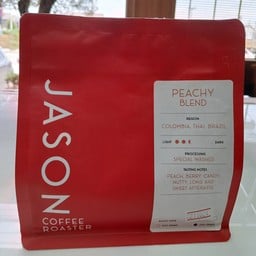 JASON
COFFEE
ROASTER
PEACHY
BLEND
REGION
COLOMBIA, THAI, BRAZIL
LIGHT
DARK
PROCESSING
SPECIAL WASHED
TASTING NOTES
PEACH, BERRY, CANDY,
NUTTY, LONG AND
SWEET AFTERTASTE